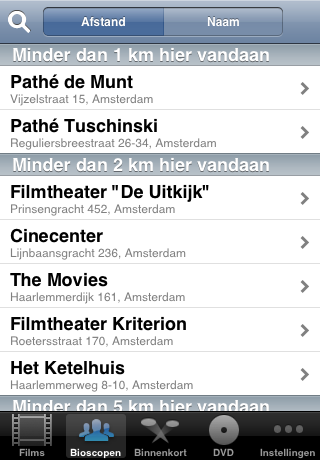 Afstand Naam
Minder dan 1 km hier vandaan
Pathé de Munt
Vijzelstraat 15, Amsterdam
Pathé Tuschinski
Reguliersbreestraat 26-34, Amsterdam
Minder dan 2 km hier vandaan
Filmtheater "De Uitkijk"
Prinsengracht 452, Amsterdam
Cinecenter
Lijnbaansgracht 236, Amsterdam
The Movies
Haarlemmerdijk 161, Amsterdam
Filmtheater Kriterion
Roetersstraat 170, Amsterdam
Het Ketelhuis
Haarlemmerweg 8-10, Amsterdam
Minder dan 5 km hier vandaan
Films Bioscopen Binnenkort DVD Instellingen